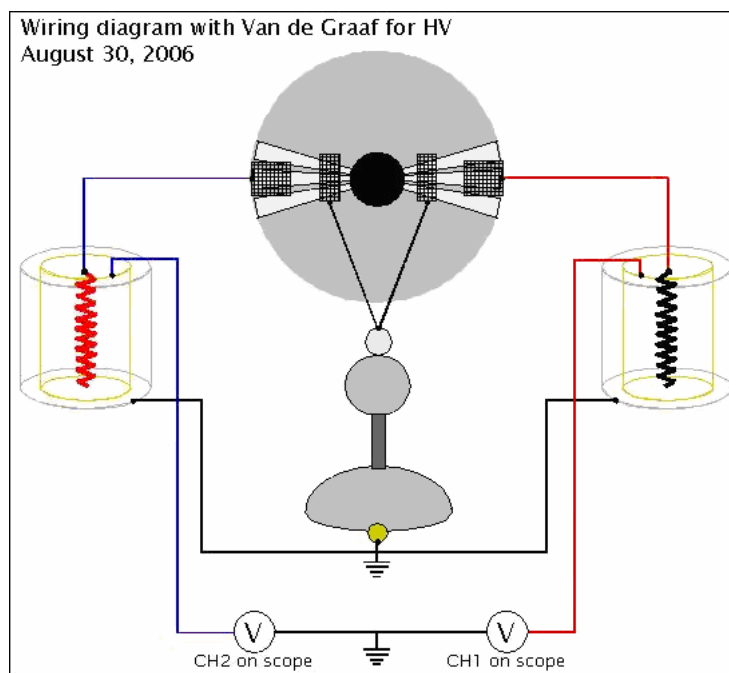 Wiring diagram with Van de Graaf for HV
August 30, 2006
V
V
CH2 on scope
CH1 on scope